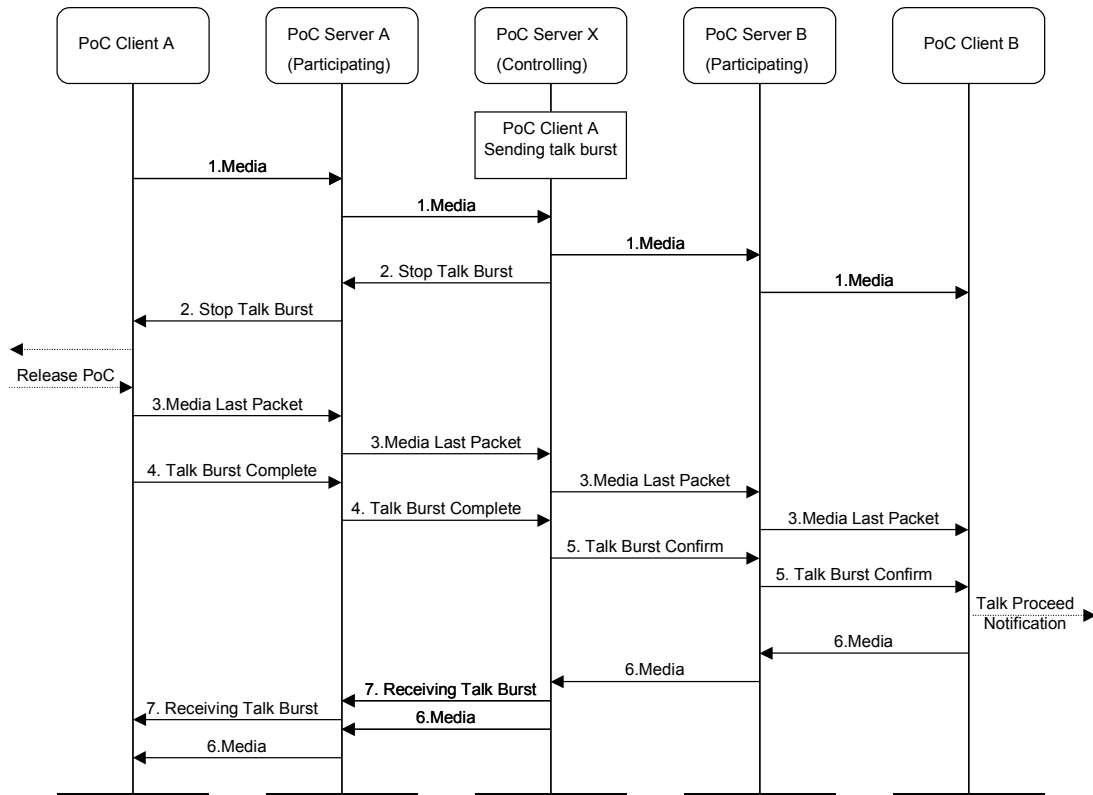 PoC Client A
PoC Server A
(Participating)
PoC Server X
(Controlling)
PoC Server B
(Participating)
PoC Client B
PoC Client A
Sending talk burst
1.Media
1.Media
1.Media
2. Stop Talk Burst
1.Media
2. Stop Talk Burst
Release PoC
3.Media Last Packet
3.Media Last Packet
4. Talk Burst Complete
3.Media Last Packet
4. Talk Burst Complete
3.Media Last Packet
5. Talk Burst Confirm
5. Talk Burst Confirm
Talk Proceed
Notification
6.Media
6.Media
7. Receiving Talk Burst
7. Receiving Talk Burst
6.Media
6.Media